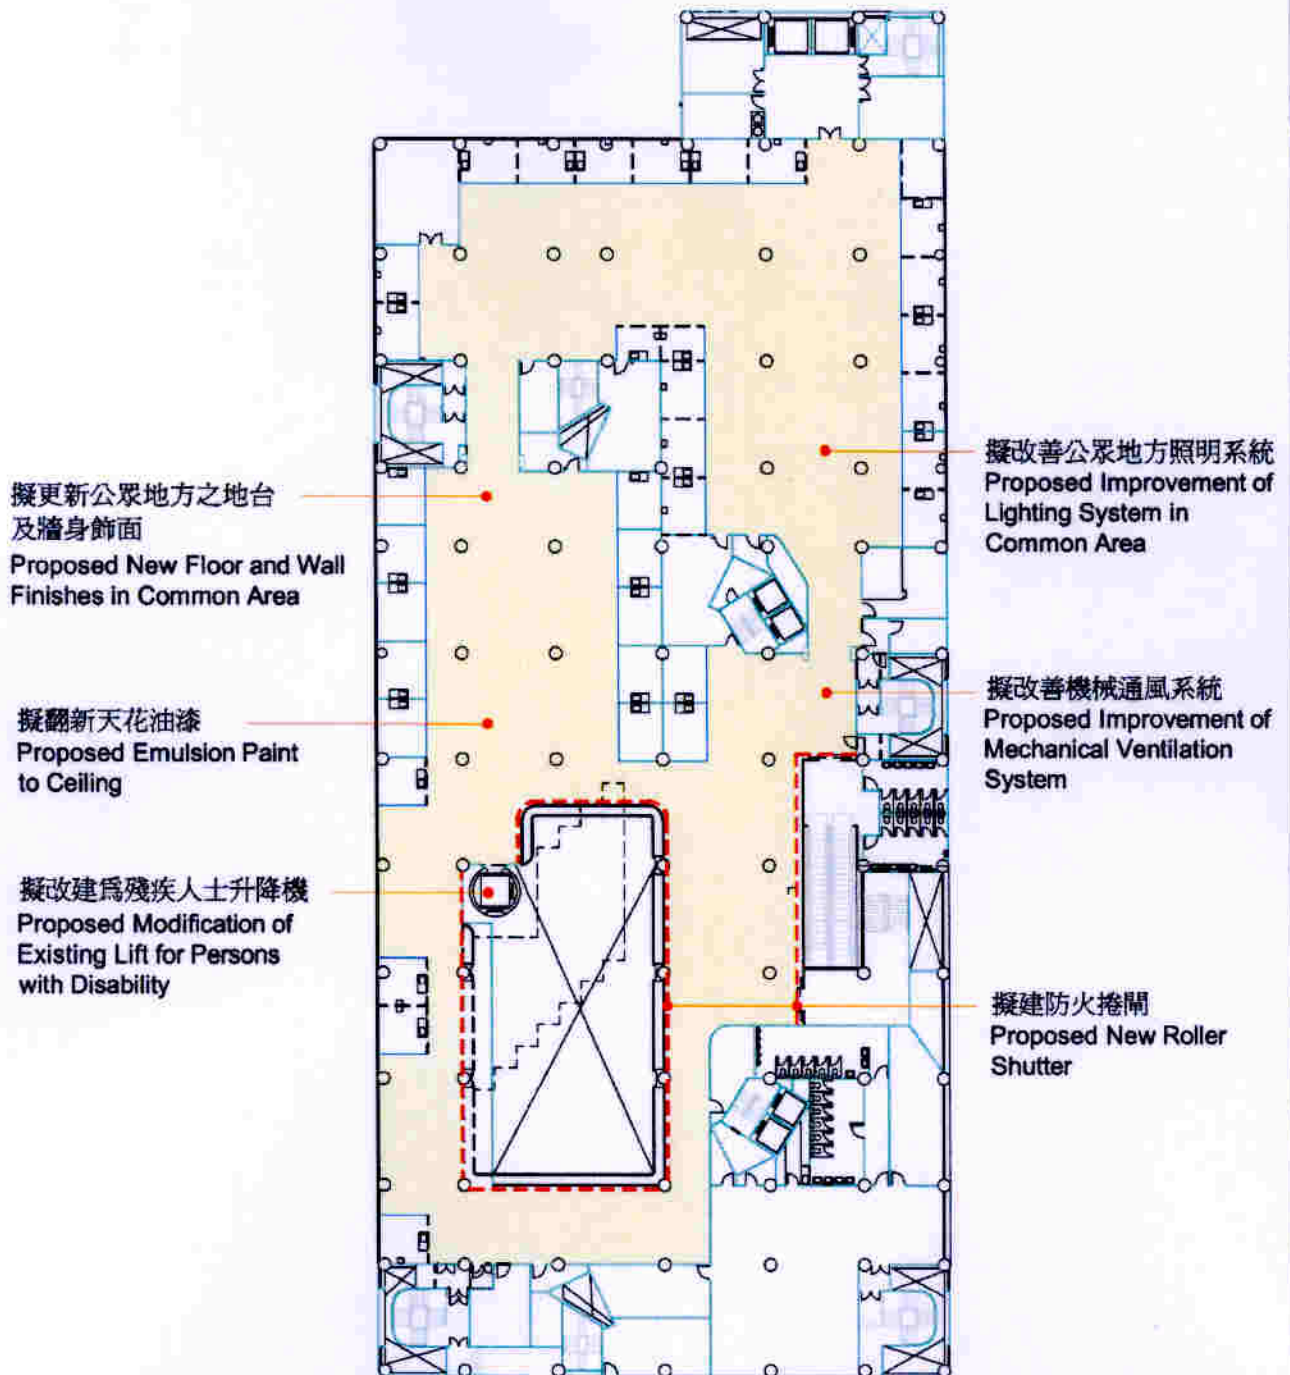 擬更新公眾地方之地台
及牆身飾面
Proposed New Floor and Wall
Finishes in Common Area
擬翻新天花油漆
Proposed Emulsion Paint
to Ceiling
擬改建爲殘疾人士升降機
Proposed Modification of
Existing Lift for Persons
with Disability
擬改善公眾地方照明系統
Proposed Improvement of
Lighting System in
Common Area
擬改善機械通風系統
Proposed Improvement of
Mechanical Ventilation
System
擬建防火捲閘
Proposed New Roller
Shutter